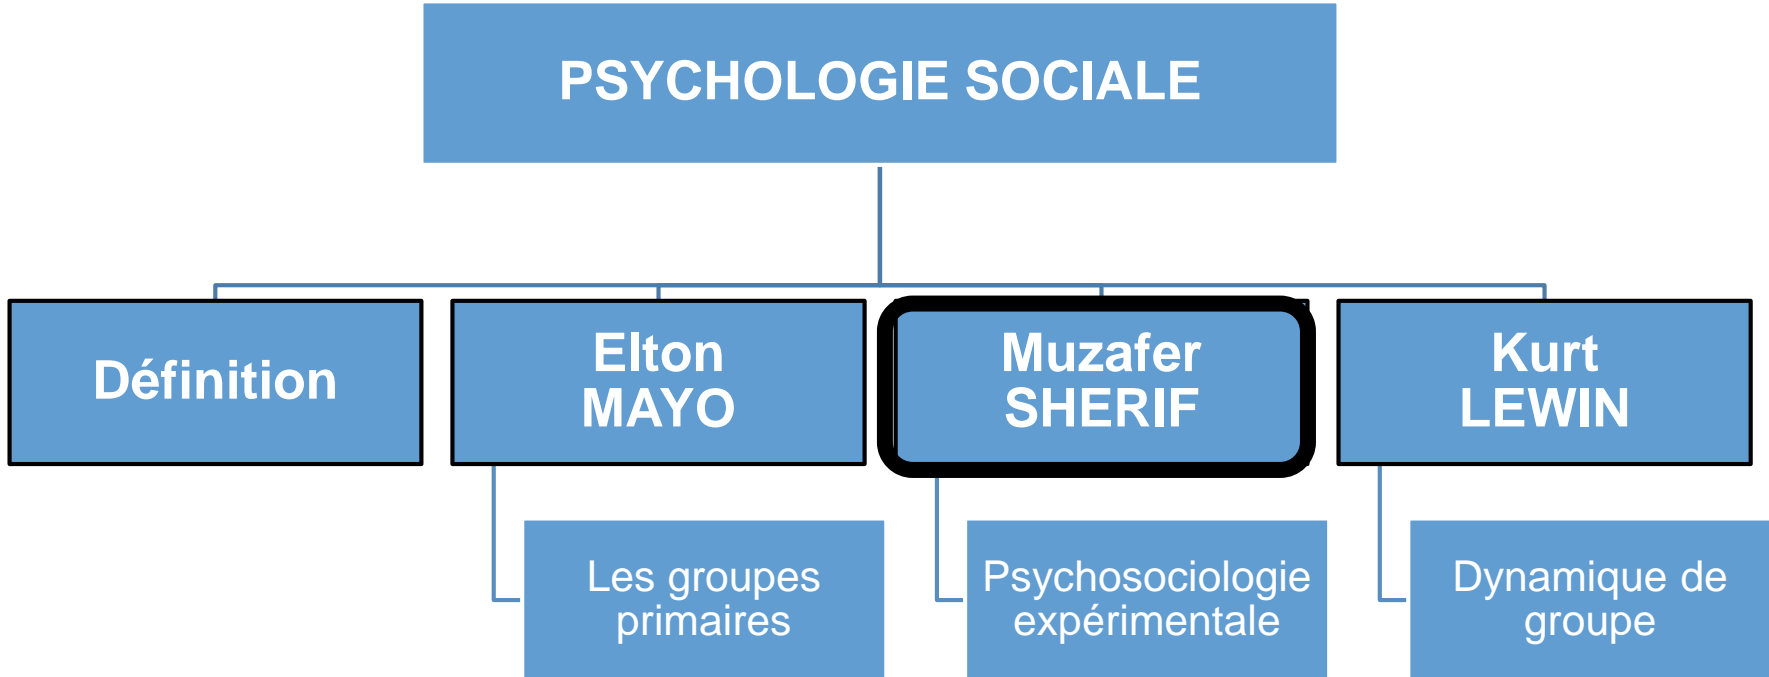 PSYCHOLOGIE SOCIALE
Définition
Elton
MAYO
Muzafer
SHERIF
Kurt
LEWIN
Les groupes
primaires
Psychosociologie
expérimentale
Dynamique de
groupe